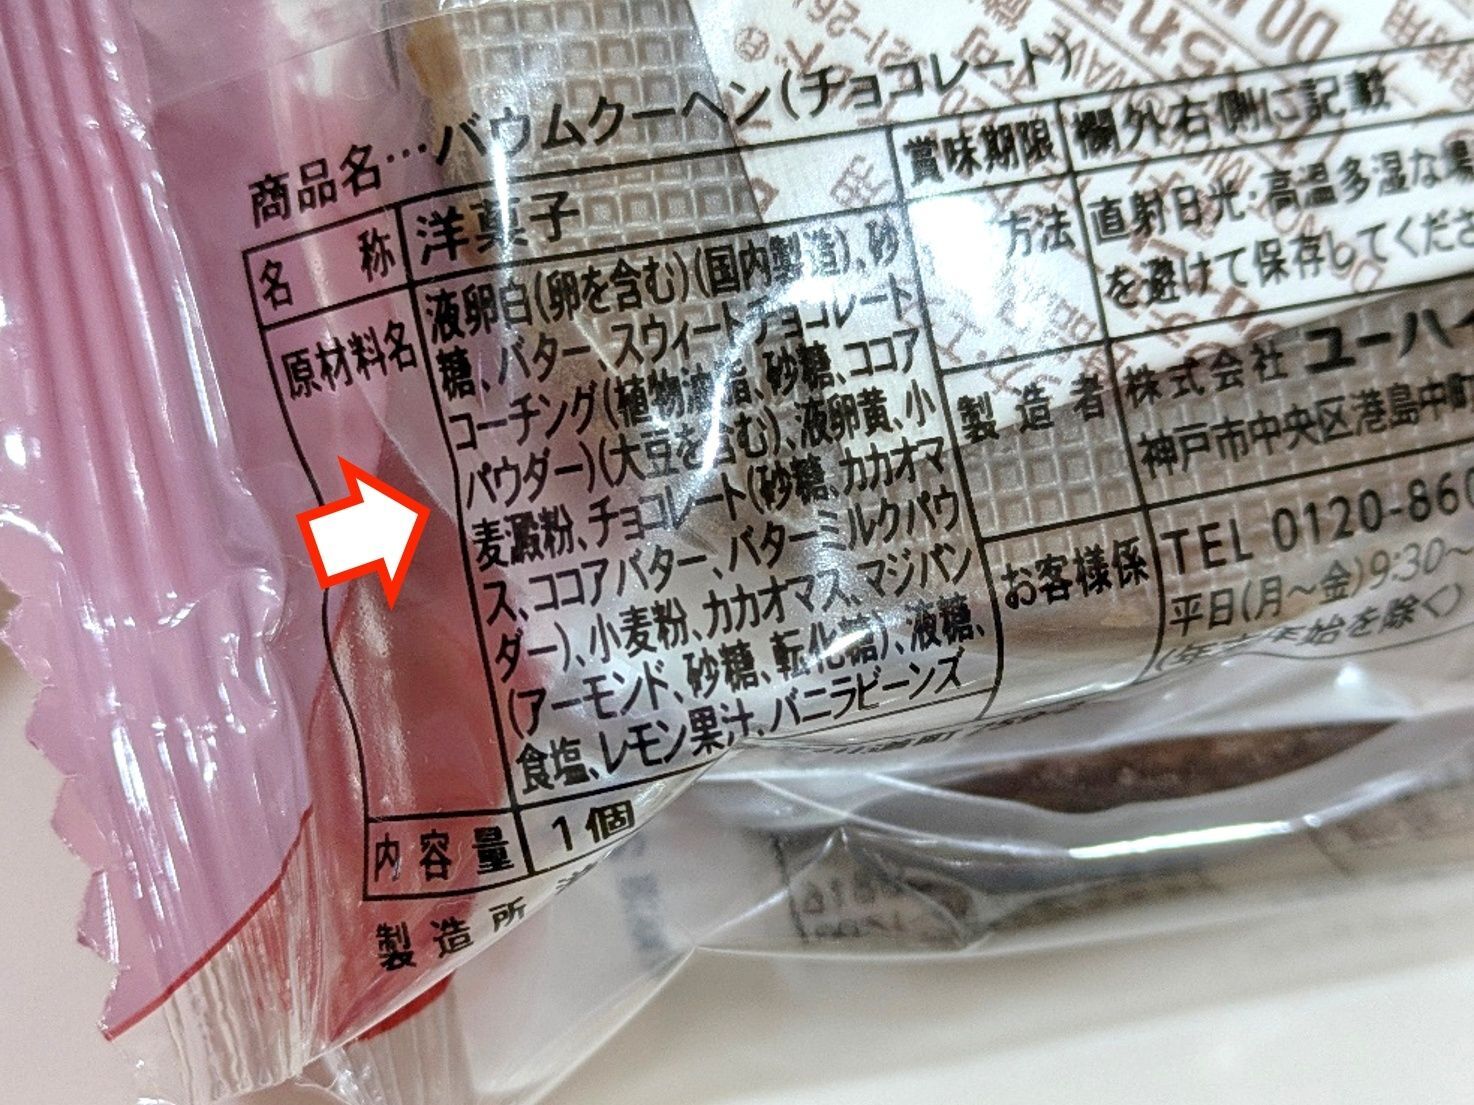 商品名…バウムクーヘン(チョコレート)
名称 洋菓子
原材料名 液卵白(卵を含む)(国内製造)、砂
糖、バター、スウィートチョコレート
コーチング(植物油脂、砂糖、ココア
パウダー)(大豆を含む)、液卵黄、小
麦澱粉、チョコレート(砂糖、カカオマ
ス、ココアバター、バターミルクパウ
ダー)、小麦粉、カカオマス、マジパン
(アーモンド、砂糖、転化糖)、液糖、
食塩、レモン果汁、バニラビーンズ
内容量 1個
製造所
賞味期限 欄外右側に記載
方法 直射日光・高温多湿な場
を避けて保存してくださ
製造者 株式会社 ユーハイ
神戸市中央区港島中町
お客様係 TEL 0120-860
平日(月～金)9:30～
(年末年始を除く)